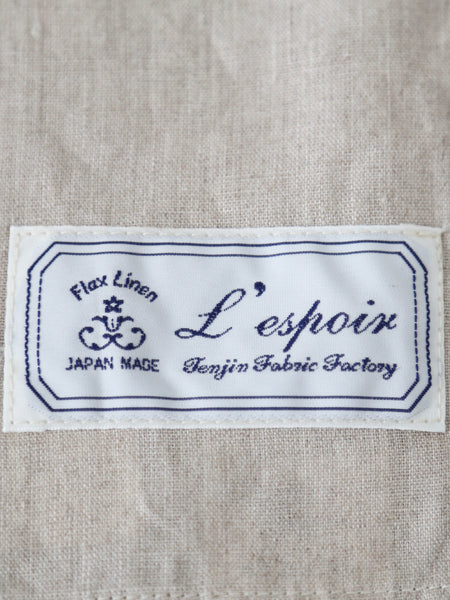 Flax Linen
JAPAN MADE
L'espoir
Tenjin Fabric Factory